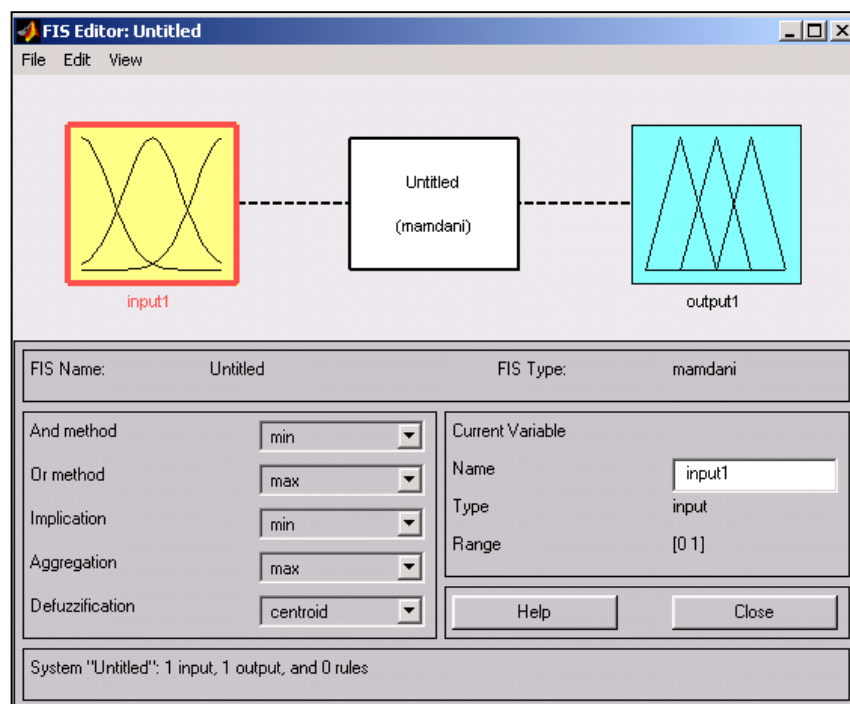 FIS Editor: Untitled
File Edit View
Untitled
(mamdani)
input1
output1
FIS Name: Untitled FIS Type: mamdani
And method min
Or method max
Implication min
Aggregation max
Defuzzification centroid
Current Variable
Name input1
Type input
Range [0 1]
Help Close
System "Untitled": 1 input, 1 output, and 0 rules